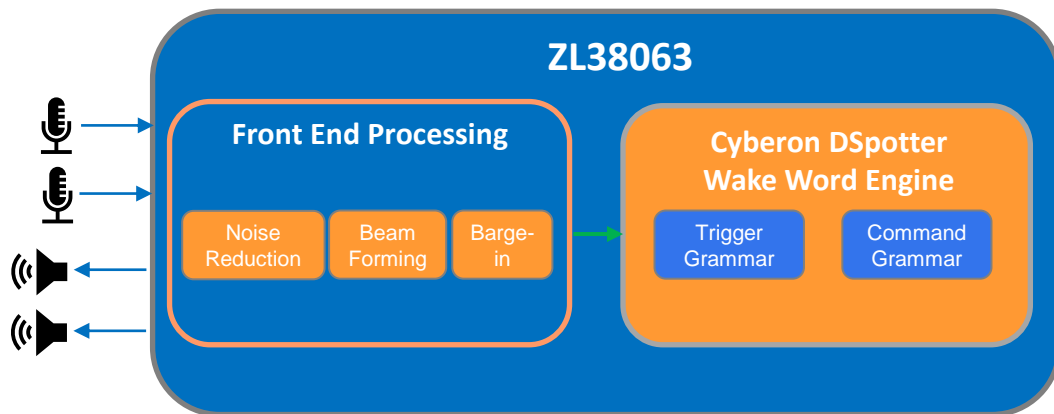 ZL38063
Front End Processing
Noise
Reduction
Beam
Forming
Barge-
in
Cyberon DSpotter
Wake Word Engine
Trigger
Grammar
Command
Grammar